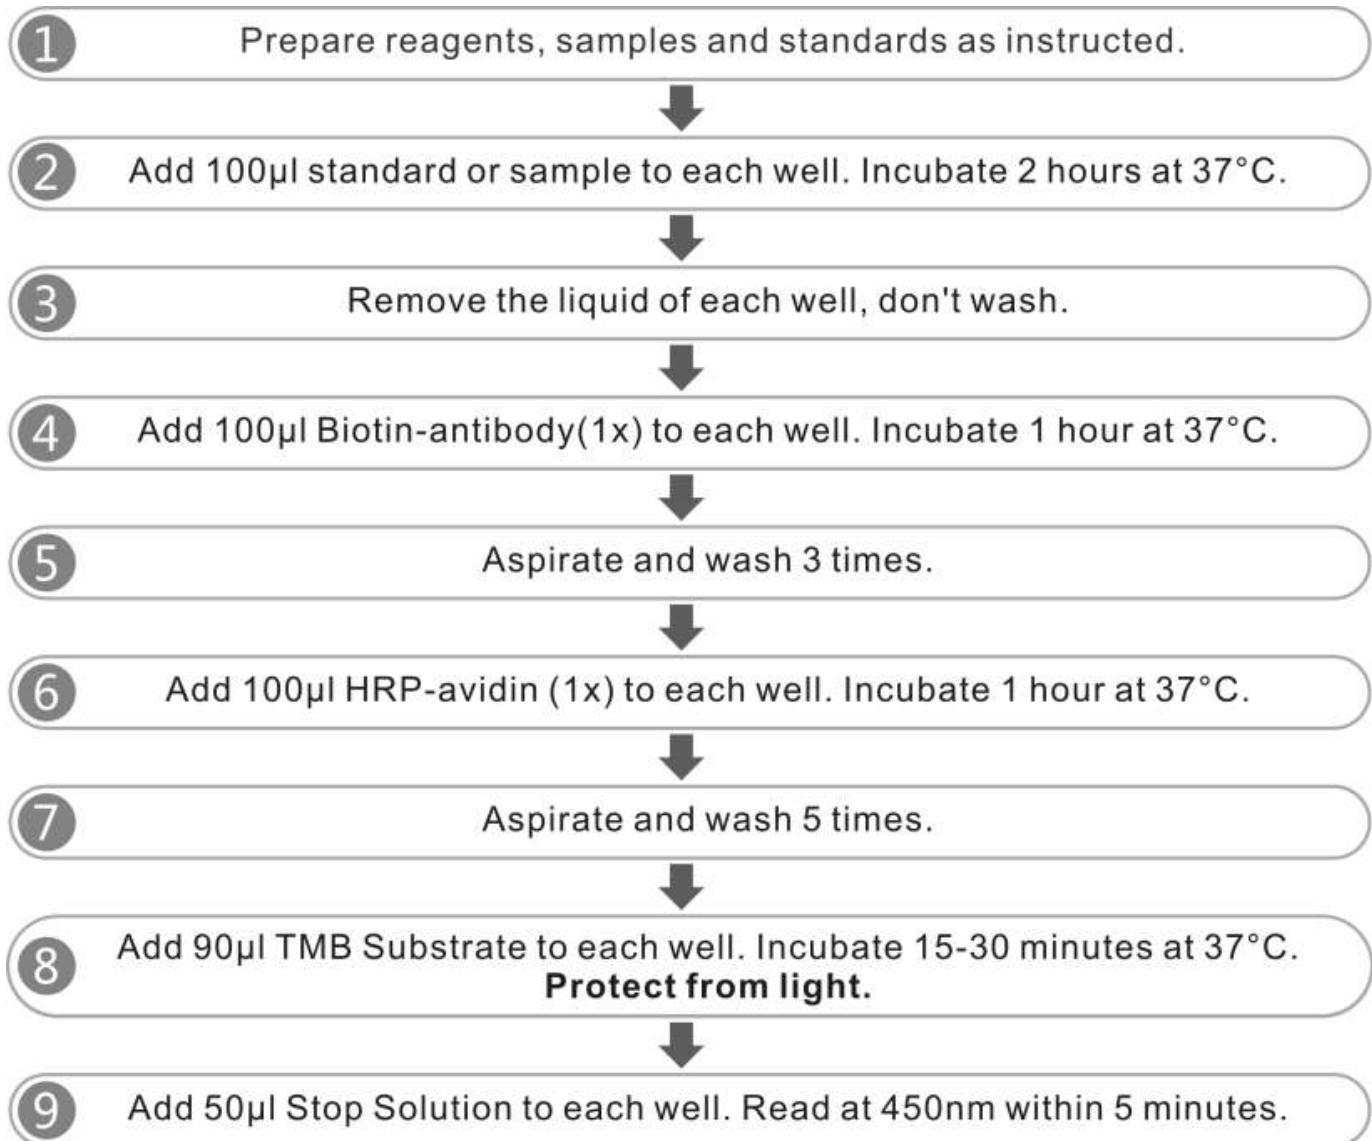 1 Prepare reagents, samples and standards as instructed.
2 Add 100µl standard or sample to each well. Incubate 2 hours at 37°C.
3 Remove the liquid of each well, don't wash.
4 Add 100µl Biotin-antibody(1x) to each well. Incubate 1 hour at 37°C.
5 Aspirate and wash 3 times.
6 Add 100µl HRP-avidin (1x) to each well. Incubate 1 hour at 37°C.
7 Aspirate and wash 5 times.
8 Add 90µl TMB Substrate to each well. Incubate 15-30 minutes at 37°C.
Protect from light.
9 Add 50µl Stop Solution to each well. Read at 450nm within 5 minutes.